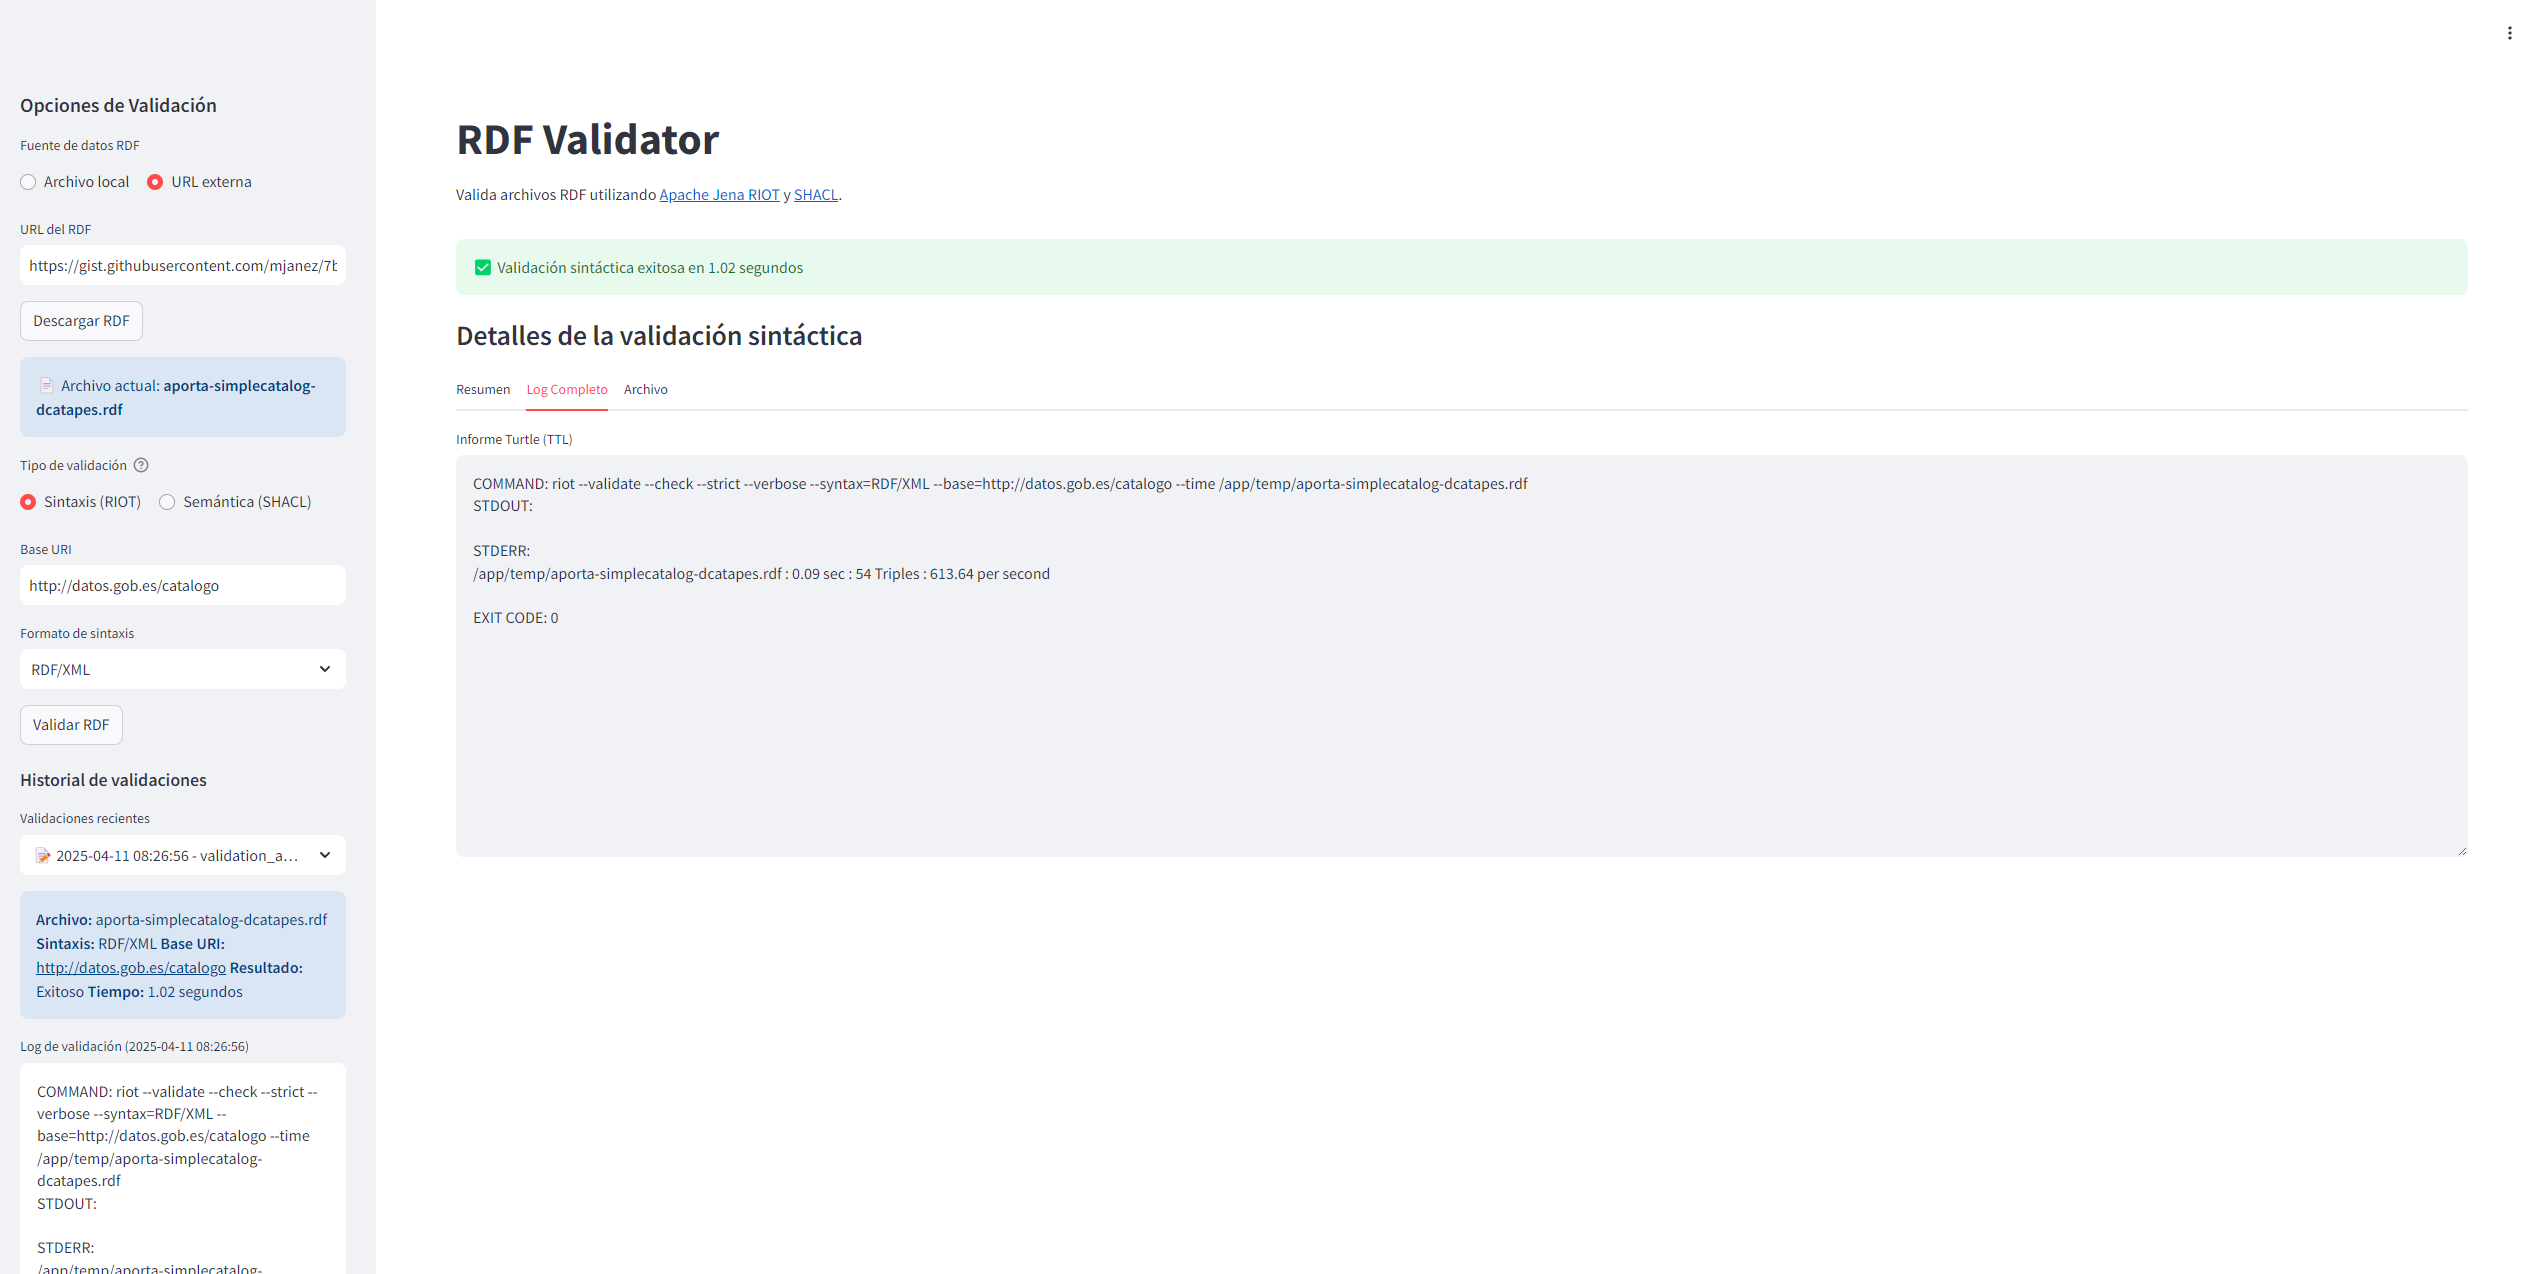 Opciones de Validación
Fuente de datos RDF
Archivo local
URL externa
URL del RDF
https://gist.githubusercontent.com/mjanez/7b
Descargar RDF
Archivo actual: aporta-simplecatalog-
dcatapes.rdf
Tipo de validación
Sintaxis (RIOT)
Semántica (SHACL)
Base URI
http://datos.gob.es/catalogo
Formato de sintaxis
RDF/XML
Validar RDF
Historial de validaciones
Validaciones recientes
2025-04-11 08:26:56 - validation_a...
Archivo: aporta-simplecatalog-dcatapes.rdf
Sintaxis: RDF/XML Base URI:
http://datos.gob.es/catalogo Resultado:
Exitoso Tiempo: 1.02 segundos
Log de validación (2025-04-11 08:26:56)
COMMAND: riot --validate --check --strict --
verbose --syntax=RDF/XML --
base=http://datos.gob.es/catalogo --time
/app/temp/aporta-simplecatalog-
dcatapes.rdf
STDOUT:
STDERR:
/app/temp/aporta-simplecatalog-
RDF Validator
Valida archivos RDF utilizando Apache Jena RIOT y SHACL.
Validación sintáctica exitosa en 1.02 segundos
Detalles de la validación sintáctica
Resumen
Log Completo
Archivo
Informe Turtle (TTL)
COMMAND: riot --validate --check --strict --verbose --syntax=RDF/XML --base=http://datos.gob.es/catalogo --time /app/temp/aporta-simplecatalog-dcatapes.rdf
STDOUT:
STDERR:
/app/temp/aporta-simplecatalog-dcatapes.rdf : 0.09 sec : 54 Triples : 613.64 per second
EXIT CODE: 0